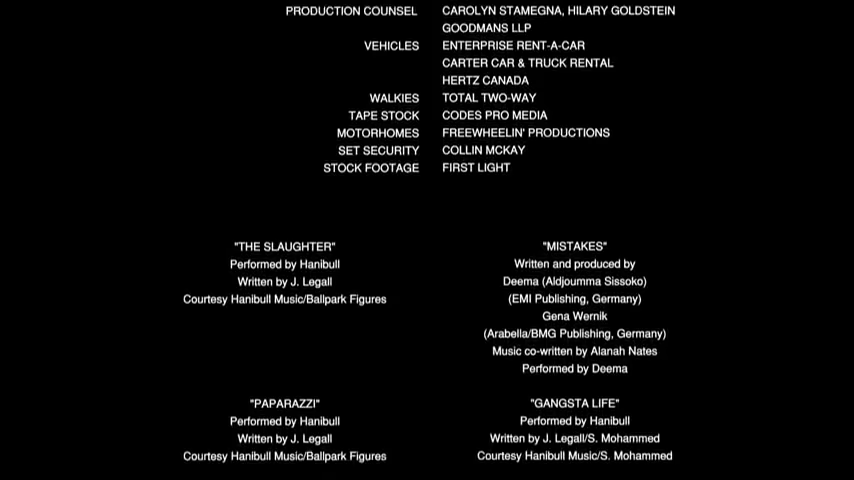 PRODUCTION COUNSEL CAROLYN STAMEGNA, HILARY GOLDSTEIN
GOODMANS LLP
VEHICLES ENTERPRISE RENT-A-CAR
CARTER CAR & TRUCK RENTAL
HERTZ CANADA
WALKIES TOTAL TWO-WAY
TAPE STOCK CODES PRO MEDIA
MOTORHOMES FREEWHEELIN' PRODUCTIONS
SET SECURITY COLLIN MCKAY
STOCK FOOTAGE FIRST LIGHT
"THE SLAUGHTER"
Performed by Hanibull
Written by J. Legall
Courtesy Hanibull Music/Ballpark Figures
"MISTAKES"
Written and produced by
Deema (Aldjoumma Sissoko)
(EMI Publishing, Germany)
Gena Wernik
(Arabella/BMG Publishing, Germany)
Music co-written by Alanah Nates
Performed by Deema
"PAPARAZZI"
Performed by Hanibull
Written by J. Legall
Courtesy Hanibull Music/Ballpark Figures
"GANGSTA LIFE"
Performed by Hanibull
Written by J. Legall/S. Mohammed
Courtesy Hanibull Music/S. Mohammed